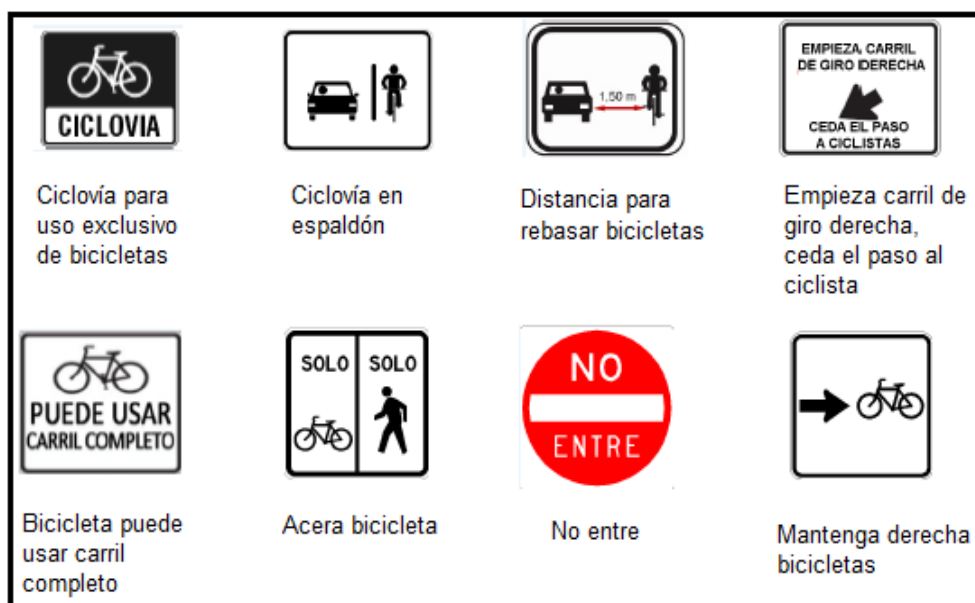 CICLOVIA
Ciclovía para
uso exclusivo
de bicicletas
Ciclovía en
espaldón
1,50 m
Distancia para
rebasar bicicletas
EMPIEZA CARRIL
DE GIRO DERECHA
CEDA EL PASO
A CICLISTAS
Empieza carril de
giro derecha,
ceda el paso al
ciclista
PUEDE USAR
CARRIL COMPLETO
Bicicleta puede
usar carril
completo
SOLO SOLO
Acera bicicleta
NO
ENTRE
No entre
Mantenga derecha
bicicletas